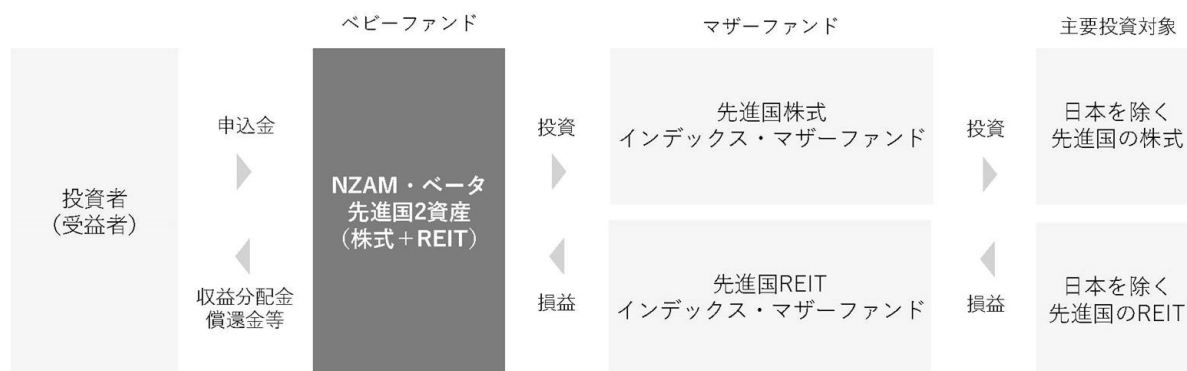 ベビーファンド
マザーファンド
主要投資対象
投資者
(受益者)
申込金
収益分配金
償還金等
NZAM・ベータ
先進国2資産
(株式+REIT)
投資
損益
先進国株式
インデックス・マザーファンド
先進国REIT
インデックス・マザーファンド
投資
損益
日本を除く
先進国の株式
日本を除く
先進国のREIT